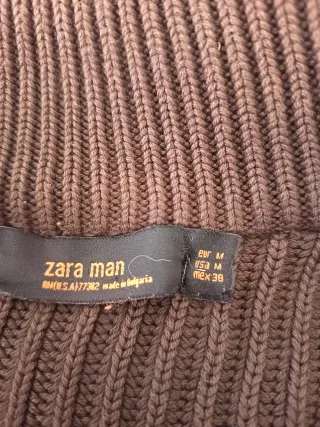 zara man
RN(U.S.A)77302 made in Bulgaria
eur M
usa M
mex 38